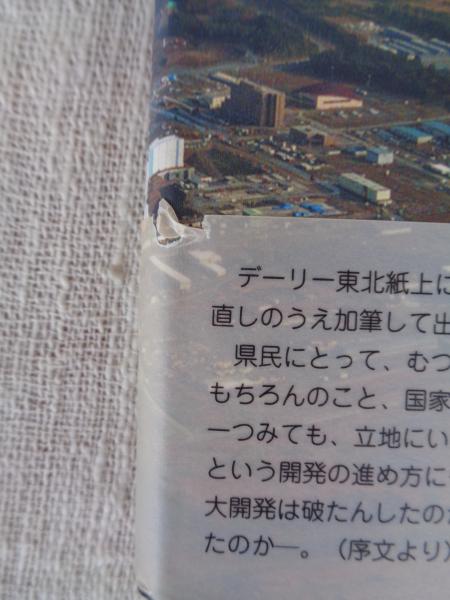 デーリー東北紙上に
直しのうえ加筆して出
県民にとって、むつ
もちろんのこと、国家
一つみても、立地にい
という開発の進め方に
大開発は破たんしたのか
たのか―。（序文より）